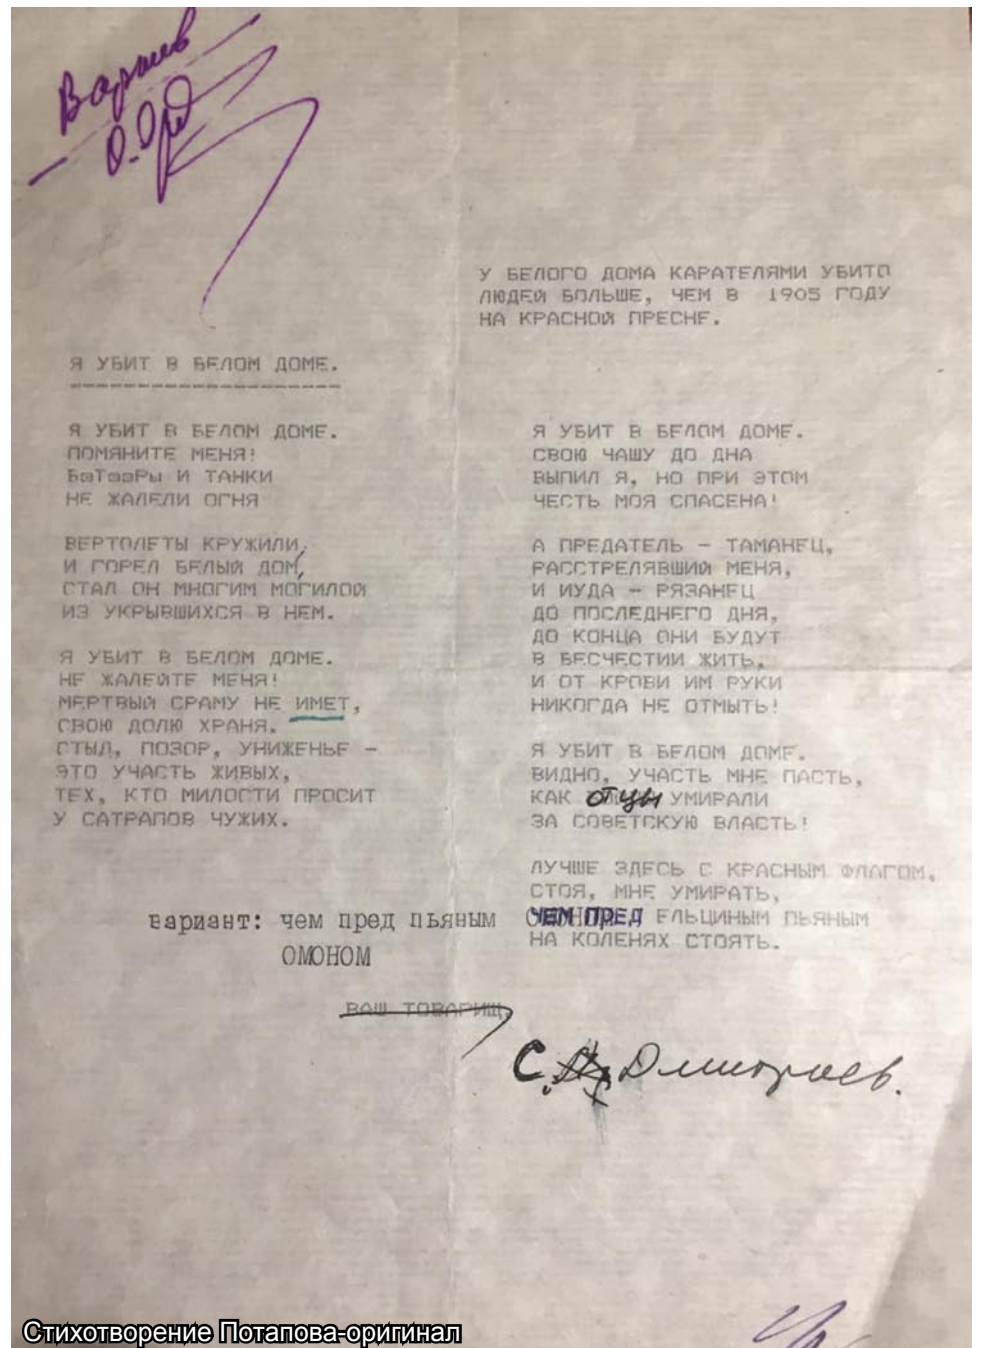 У БЕЛОГО ДОМА КАРАТЕЛЯМИ УБИТО
ЛЮДЕЙ БОЛЬШЕ, ЧЕМ В 1905 ГОДУ
НА КРАСНОЙ ПРЕСНЕ.
Я УБИТ В БЕЛОМ ДОМЕ.
Я УБИТ В БЕЛОМ ДОМЕ.
ПОМЯНИТЕ МЕНЯ!
БэТээРы И ТАНКИ
НЕ ЖАЛЕЛИ ОГНЯ
ВЕРТОЛЕТЫ КРУЖИЛИ,
И ГОРЕЛ БЕЛЫЙ ДОМ,
СТАЛ ОН МНОГИМ МОГИЛОЙ
ИЗ УКРЫВШИХСЯ В НЕМ.
Я УБИТ В БЕЛОМ ДОМЕ.
НЕ ЖАЛЕЙТЕ МЕНЯ!
МЕРТВЫЙ СРАМУ НЕ ИМЕТ,
СВОЮ ДОЛЮ ХРАНЯ.
СТЫД, ПОЗОР, УНИЖЕНЬЕ -
ЭТО УЧАСТЬ ЖИВЫХ,
ТЕХ, КТО МИЛОСТИ ПРОСИТ
У САТРАПОВ ЧУЖИХ.
Я УБИТ В БЕЛОМ ДОМЕ.
СВОЮ ЧАШУ ДО ДНА
ВЫПИЛ Я, НО ПРИ ЭТОМ
ЧЕСТЬ МОЯ СПАСЕНА!
А ПРЕДАТЕЛЬ - ТАМАНЕЦ,
РАССТРЕЛЯВШИЙ МЕНЯ,
И ИУДА - РЯЗАНЕЦ
ДО ПОСЛЕДНЕГО ДНЯ,
ДО КОНЦА ОНИ БУДУТ
В БЕСЧЕСТИИ ЖИТЬ,
И ОТ КРОВИ ИМ РУКИ
НИКОГДА НЕ ОТМЫТЬ!
Я УБИТ В БЕЛОМ ДОМЕ.
ВИДНО, УЧАСТЬ МНЕ ПАСТЬ,
КАК отцы УМИРАЛИ
ЗА СОВЕТСКУЮ ВЛАСТЬ!
ЛУЧШЕ ЗДЕСЬ С КРАСНЫМ ФЛАГОМ,
СТОЯ, МНЕ УМИРАТЬ,
ЧЕМ ПРЕД ЕЛЬЦИНЫМ ПЬЯНЫМ
НА КОЛЕНЯХ СТОЯТЬ.
вариант: чем пред пьяным
ОМОНОМ
ВАШ ТОВАРИЩ,
С. Дмитриев.
Стихотворение Потапова-оригинал